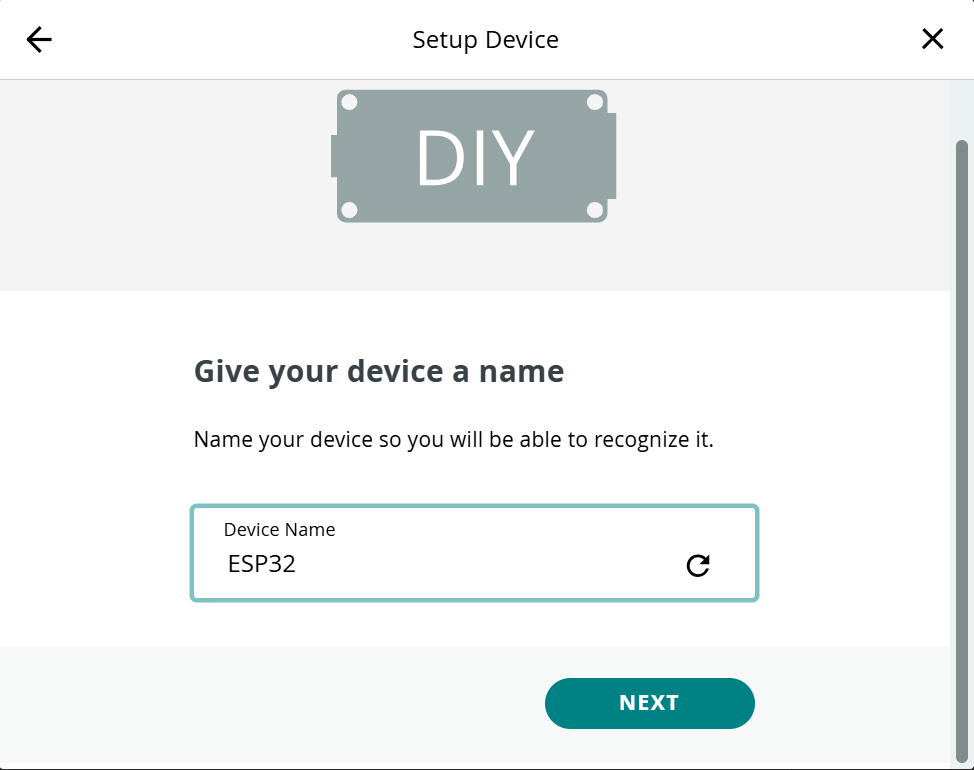 Setup Device
DIY
Give your device a name
Name your device so you will be able to recognize it.
Device Name
ESP32
NEXT